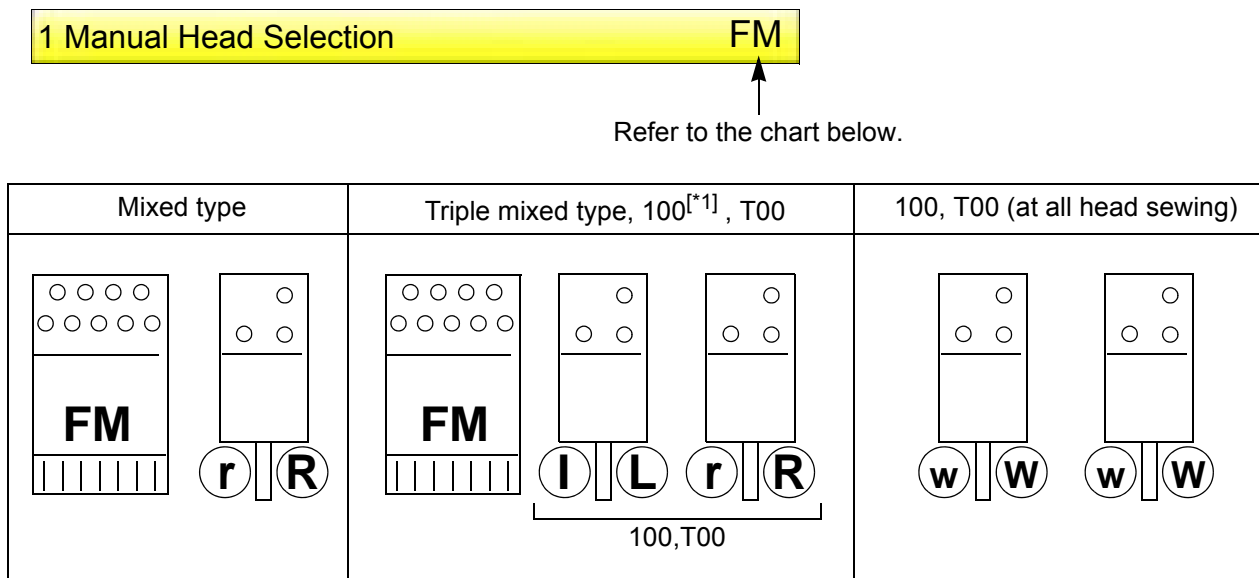 1 Manual Head Selection FM
Refer to the chart below.
Mixed type
Triple mixed type, 100[*1] , T00
100, T00 (at all head sewing)
FM
r R
FM
l L r R
100,T00
w W w W